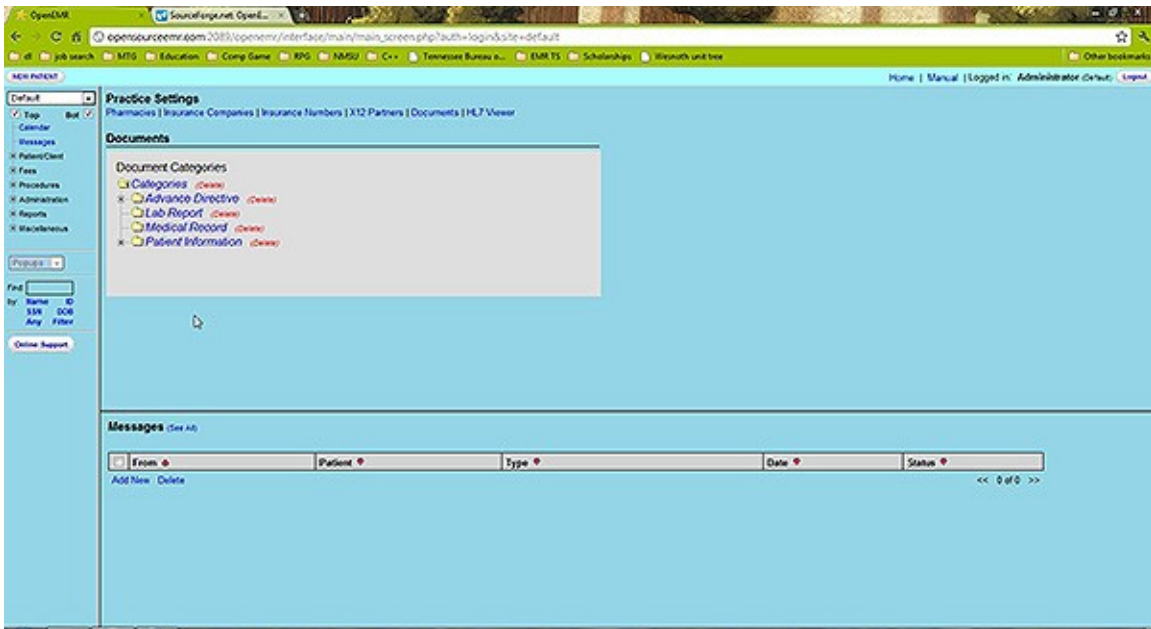 OpenEMR
SourceForge.net: OpenE...
opensourceemr.com:2089/openemr/interface/main/main_screen.php?auth=login&site=default
job search MTG Education Comp Game RPG NMSU C++ Tennessee Bureau o... EMR TS Scholarships Wesnoth unit tree Other bookmarks
NEW PATIENT
Home | Manual | Logged in: Administrator (Default) Logout
Default
Top Bot
Calendar
Messages
Patient/Client
Fees
Procedures
Administration
Reports
Miscellaneous
Popups
Find
by: Name ID
SSN DOB
Any Filter
Online Support
Practice Settings
Pharmacies | Insurance Companies | Insurance Numbers | X12 Partners | Documents | HL7 Viewer
Documents
Document Categories
Categories (Delete)
Advance Directive (Delete)
Lab Report (Delete)
Medical Record (Delete)
Patient Information (Delete)
Messages (See All)
From Patient Type Date Status
Add New Delete << 0 of 0 >>